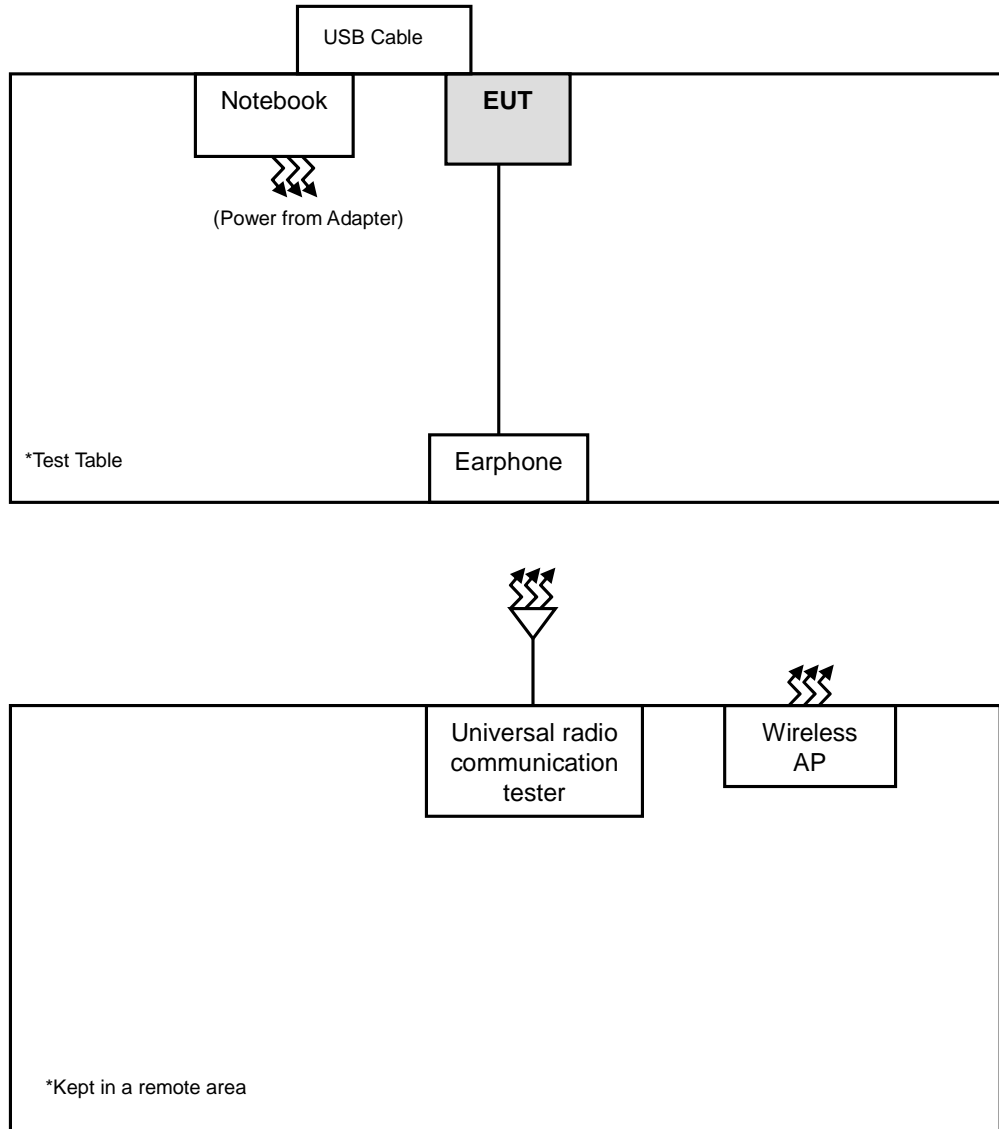 USB Cable
Notebook
EUT
(Power from Adapter)
*Test Table
Earphone
Universal radio
communication
tester
Wireless
AP
*Kept in a remote area